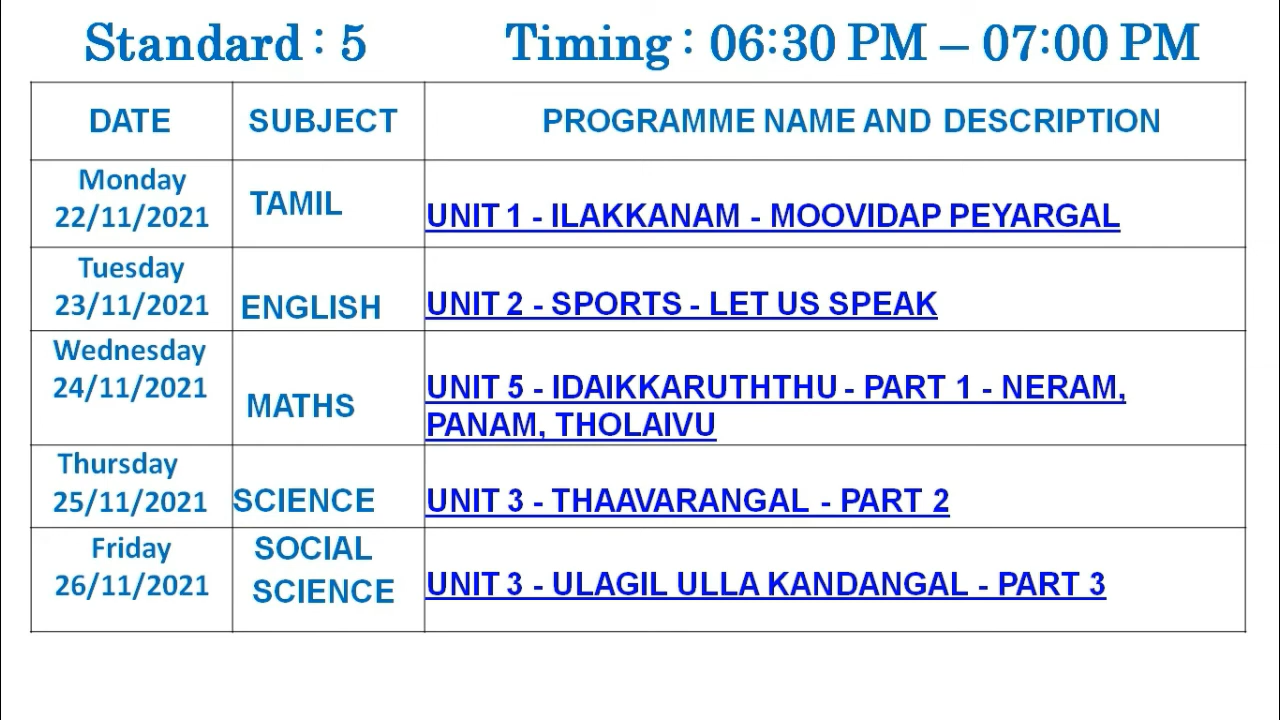 Standard : 5 Timing : 06:30 PM – 07:00 PM
DATE SUBJECT PROGRAMME NAME AND DESCRIPTION
Monday
22/11/2021
TAMIL
UNIT 1 - ILAKKANAM - MOOVIDAP PEYARGAL
Tuesday
23/11/2021
ENGLISH
UNIT 2 - SPORTS - LET US SPEAK
Wednesday
24/11/2021
MATHS
UNIT 5 - IDAIKKARUTHTHU - PART 1 - NERAM,
PANAM, THOLAIVU
Thursday
25/11/2021
SCIENCE
UNIT 3 - THAAVARANGAL - PART 2
Friday
26/11/2021
SOCIAL
SCIENCE
UNIT 3 - ULAGIL ULLA KANDANGAL - PART 3